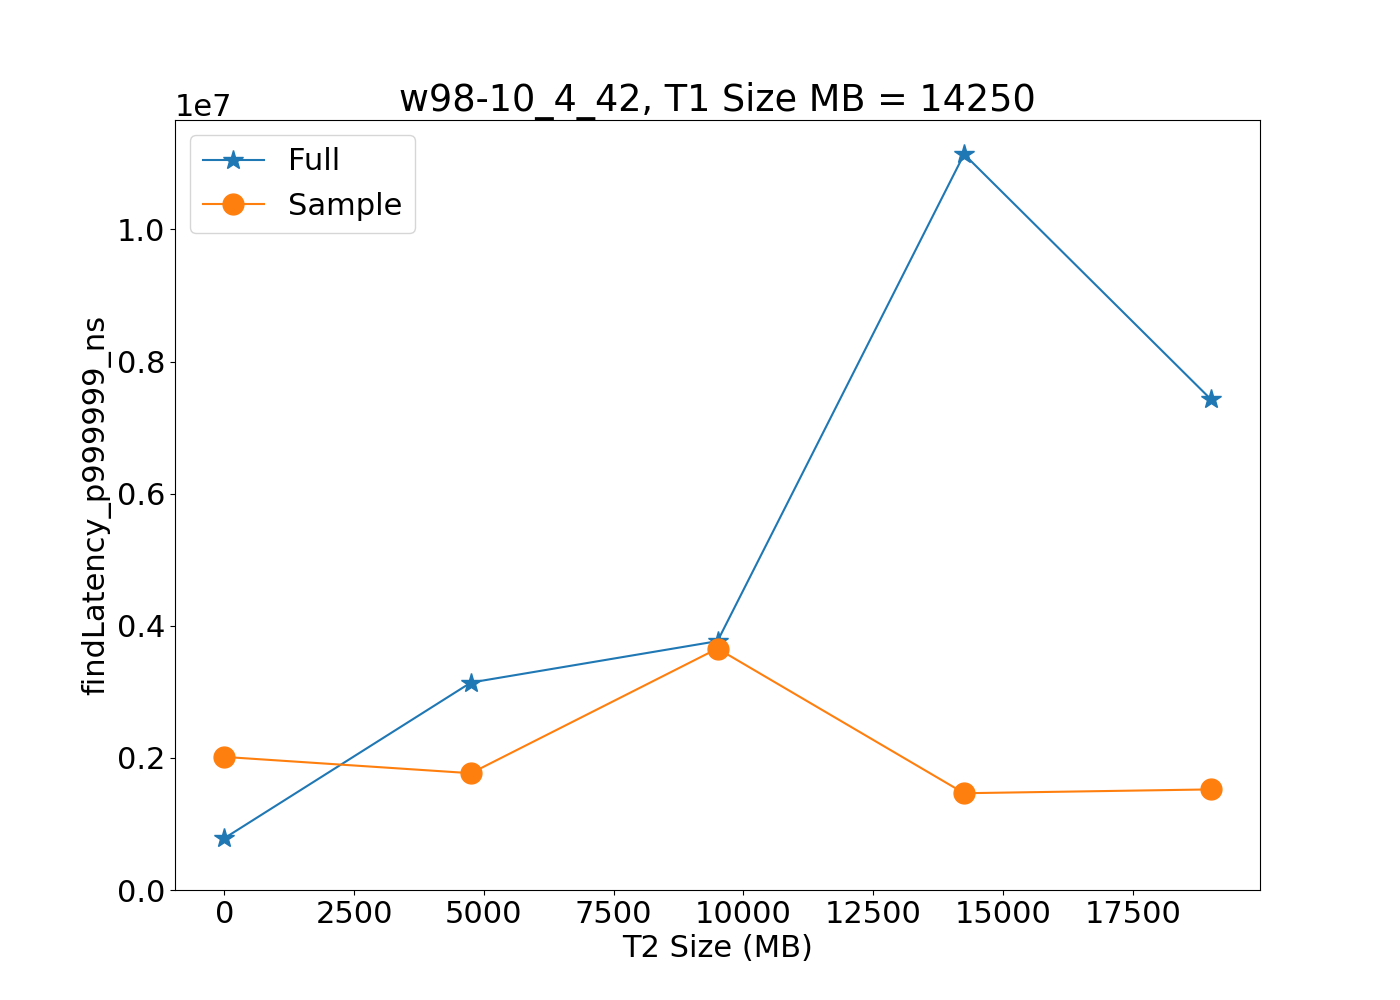 w98-10_4_42, T1 Size MB = 14250
1e7
Full
Sample
1.0
0.8
0.6
0.4
0.2
0.0
findLatency_p999999_ns
0 2500 5000 7500 10000 12500 15000 17500
T2 Size (MB)